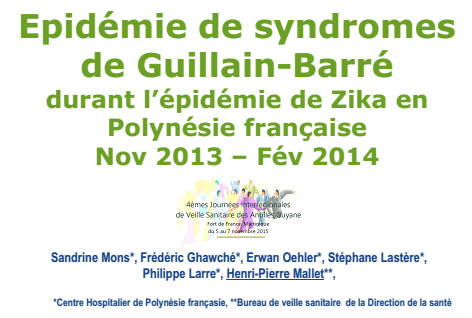 Epidémie de syndromes
de Guillain-Barré
durant l’épidémie de Zika en
Polynésie française
Nov 2013 – Fév 2014
4èmes Journées Interrégionales
de Veille Sanitaire des Antilles Guyane
Fort de France, Martinique
du 5 au 7 novembre 2015
Sandrine Mons*, Frédéric Ghawché*, Erwan Oehler*, Stéphane Lastère*,
Philippe Larre*, Henri-Pierre Mallet**,
*Centre Hospitalier de Polynésie françasie, **Bureau de veille sanitaire de la Direction de la santé